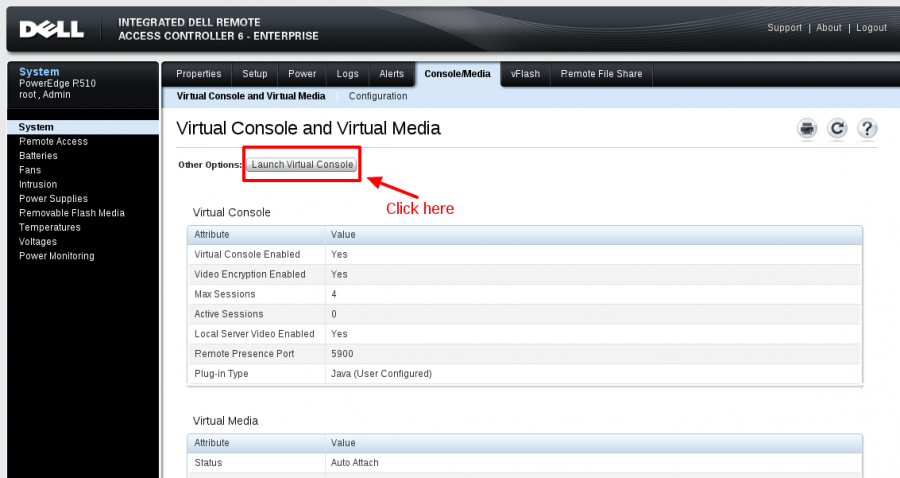 DELL
INTEGRATED DELL REMOTE
ACCESS CONTROLLER 6 - ENTERPRISE
Support | About | Logout
System
PowerEdge R510
root , Admin
Properties Setup Power Logs Alerts Console/Media vFlash Remote File Share
Virtual Console and Virtual Media Configuration
System
Remote Access
Batteries
Fans
Intrusion
Power Supplies
Removable Flash Media
Temperatures
Voltages
Power Monitoring
Virtual Console and Virtual Media
?
Other Options: Launch Virtual Console
Click here
Virtual Console
Attribute Value
Virtual Console Enabled Yes
Video Encryption Enabled Yes
Max Sessions 4
Active Sessions 0
Local Server Video Enabled Yes
Remote Presence Port 5900
Plug-in Type Java (User Configured)
Virtual Media
Attribute Value
Status Auto Attach